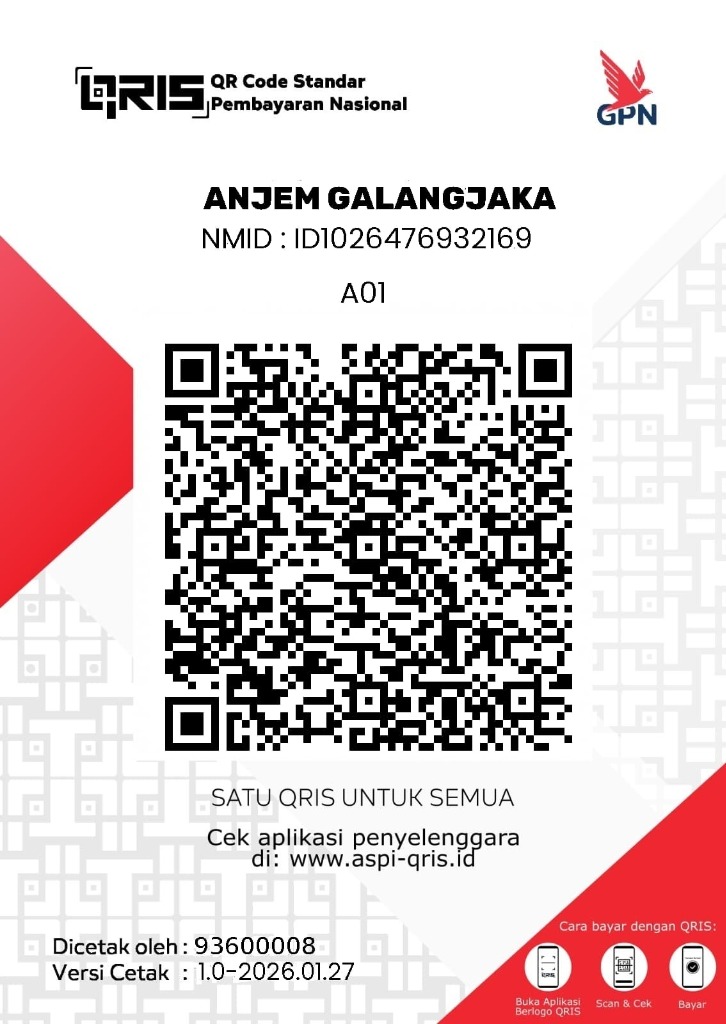 QRIS QR Code Standar
Pembayaran Nasional
GPN
ANJEM GALANGJAKA
NMID : ID1026476932169
A01
SATU QRIS UNTUK SEMUA
Cek aplikasi penyelenggara
di: www.aspi-qris.id
Dicetak oleh : 93600008
Versi Cetak : 1.0-2026.01.27
Cara bayar dengan QRIS:
Buka Aplikasi
Berlogo QRIS
Scan & Cek
Bayar